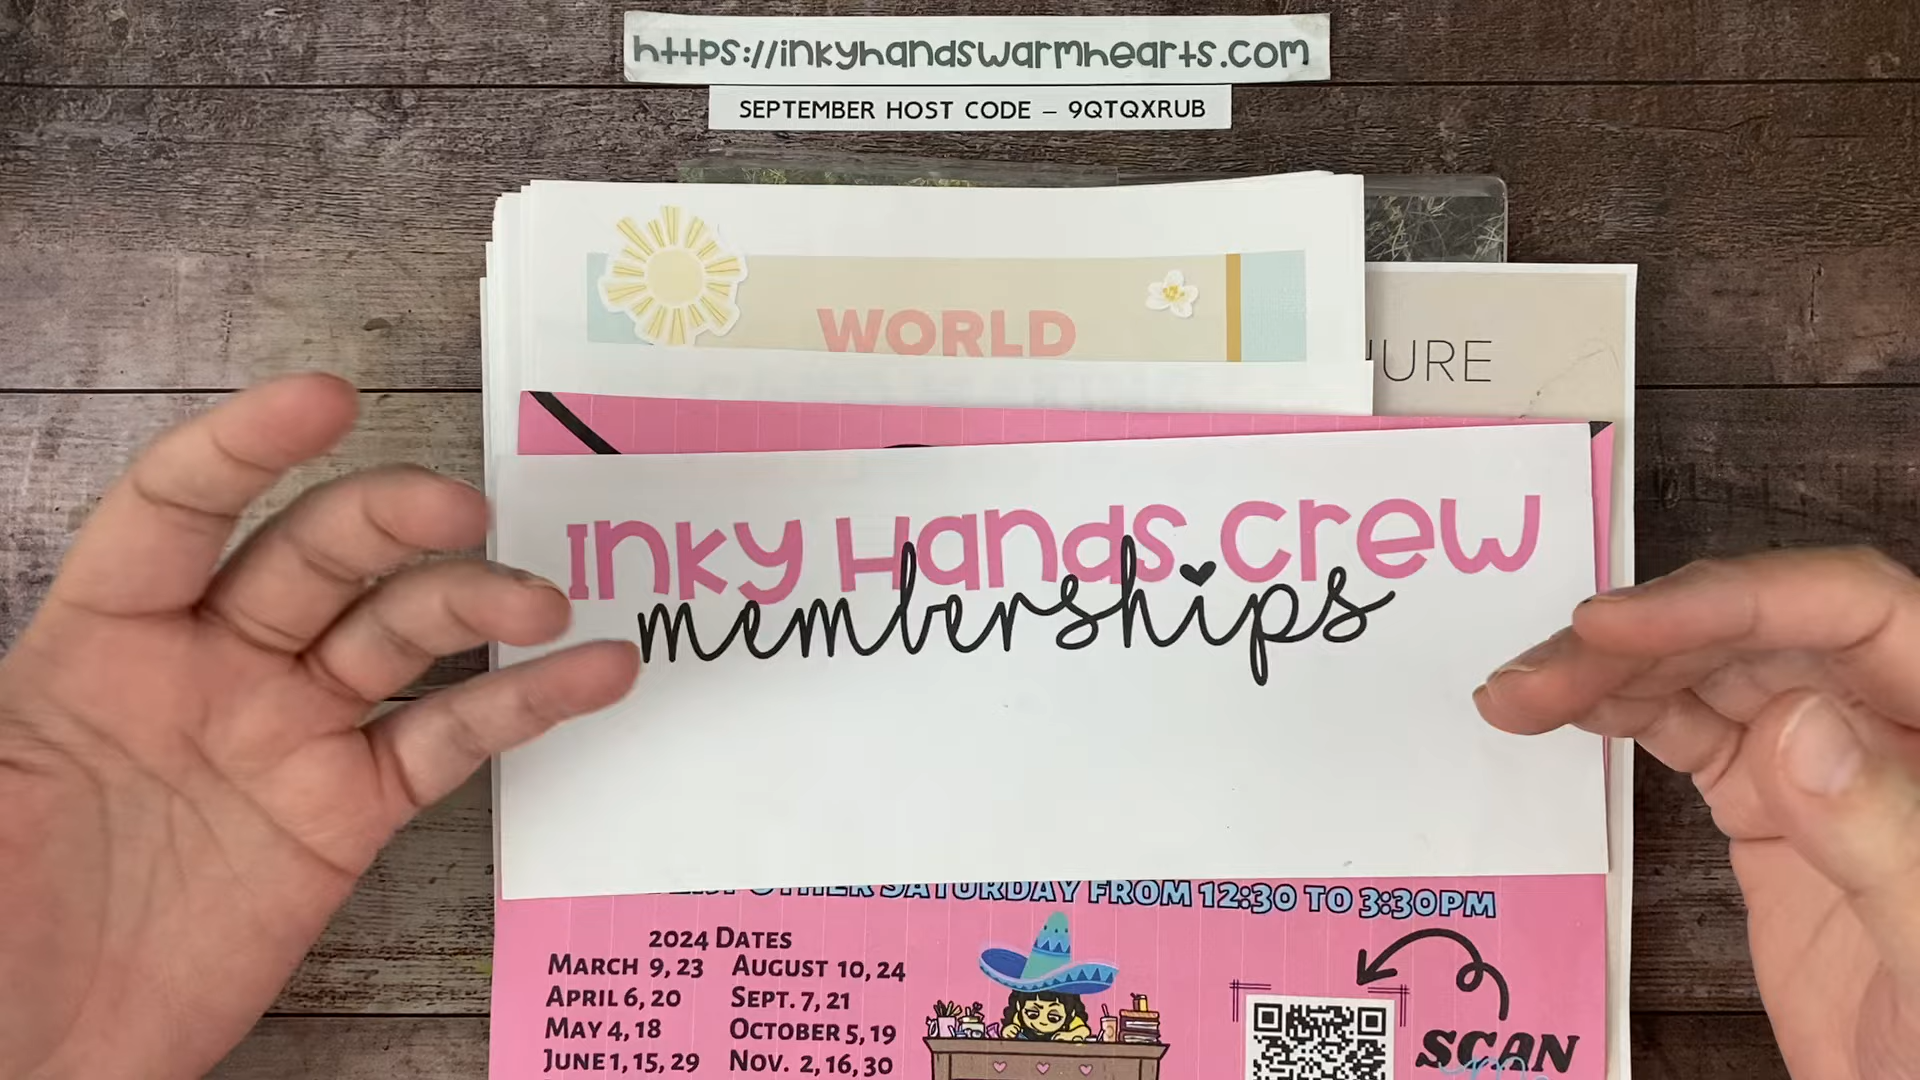 https://inkyhandswarmhearts.com
SEPTEMBER HOST CODE – 9QTQXRUB
WORLD
URE
Inky Hands Crew
memberships
OTHER SATURDAY FROM 12:30 TO 3:30PM
2024 DATES
MARCH 9, 23 AUGUST 10, 24
APRIL 6, 20 SEPT. 7, 21
MAY 4, 18 OCTOBER 5, 19
JUNE 1, 15, 29 NOV. 2, 16, 30
SCAN